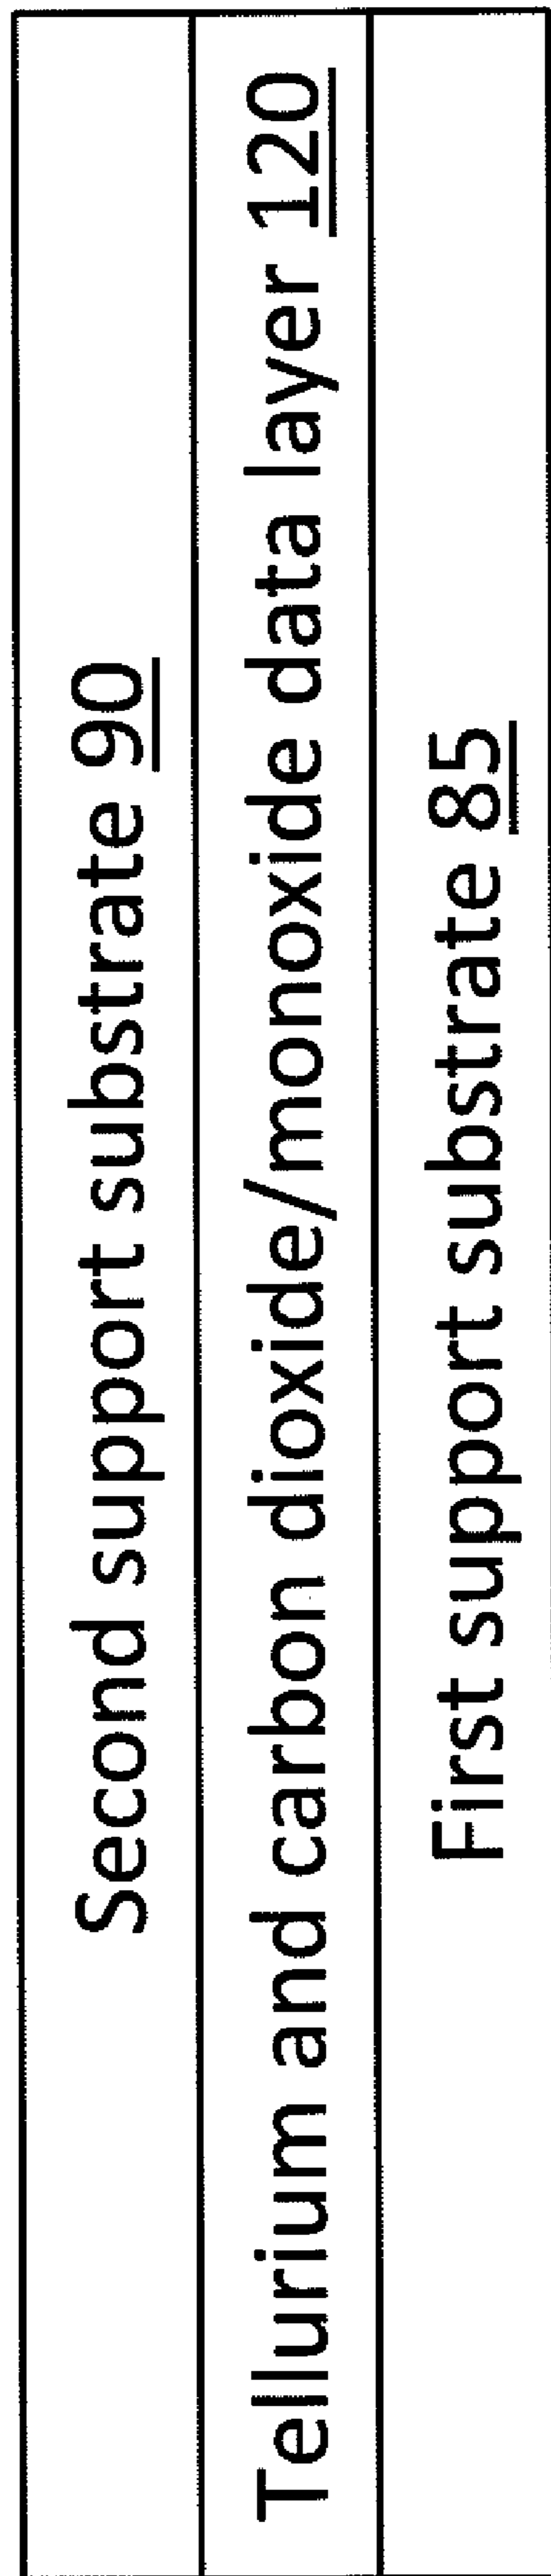 Second support substrate 90
Tellurium and carbon dioxide/monoxide data layer 120
First support substrate 85